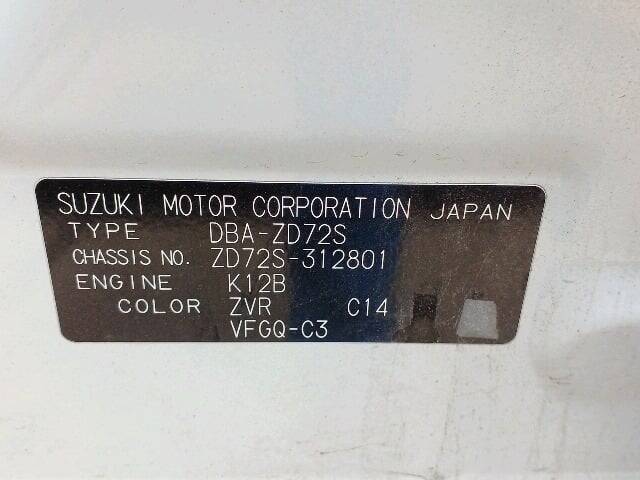 SUZUKI MOTOR CORPORATION JAPAN
TYPE DBA-ZD72S
CHASSIS NO. ZD72S-312801
ENGINE K12B
COLOR ZVR C14
VFGQ-C3